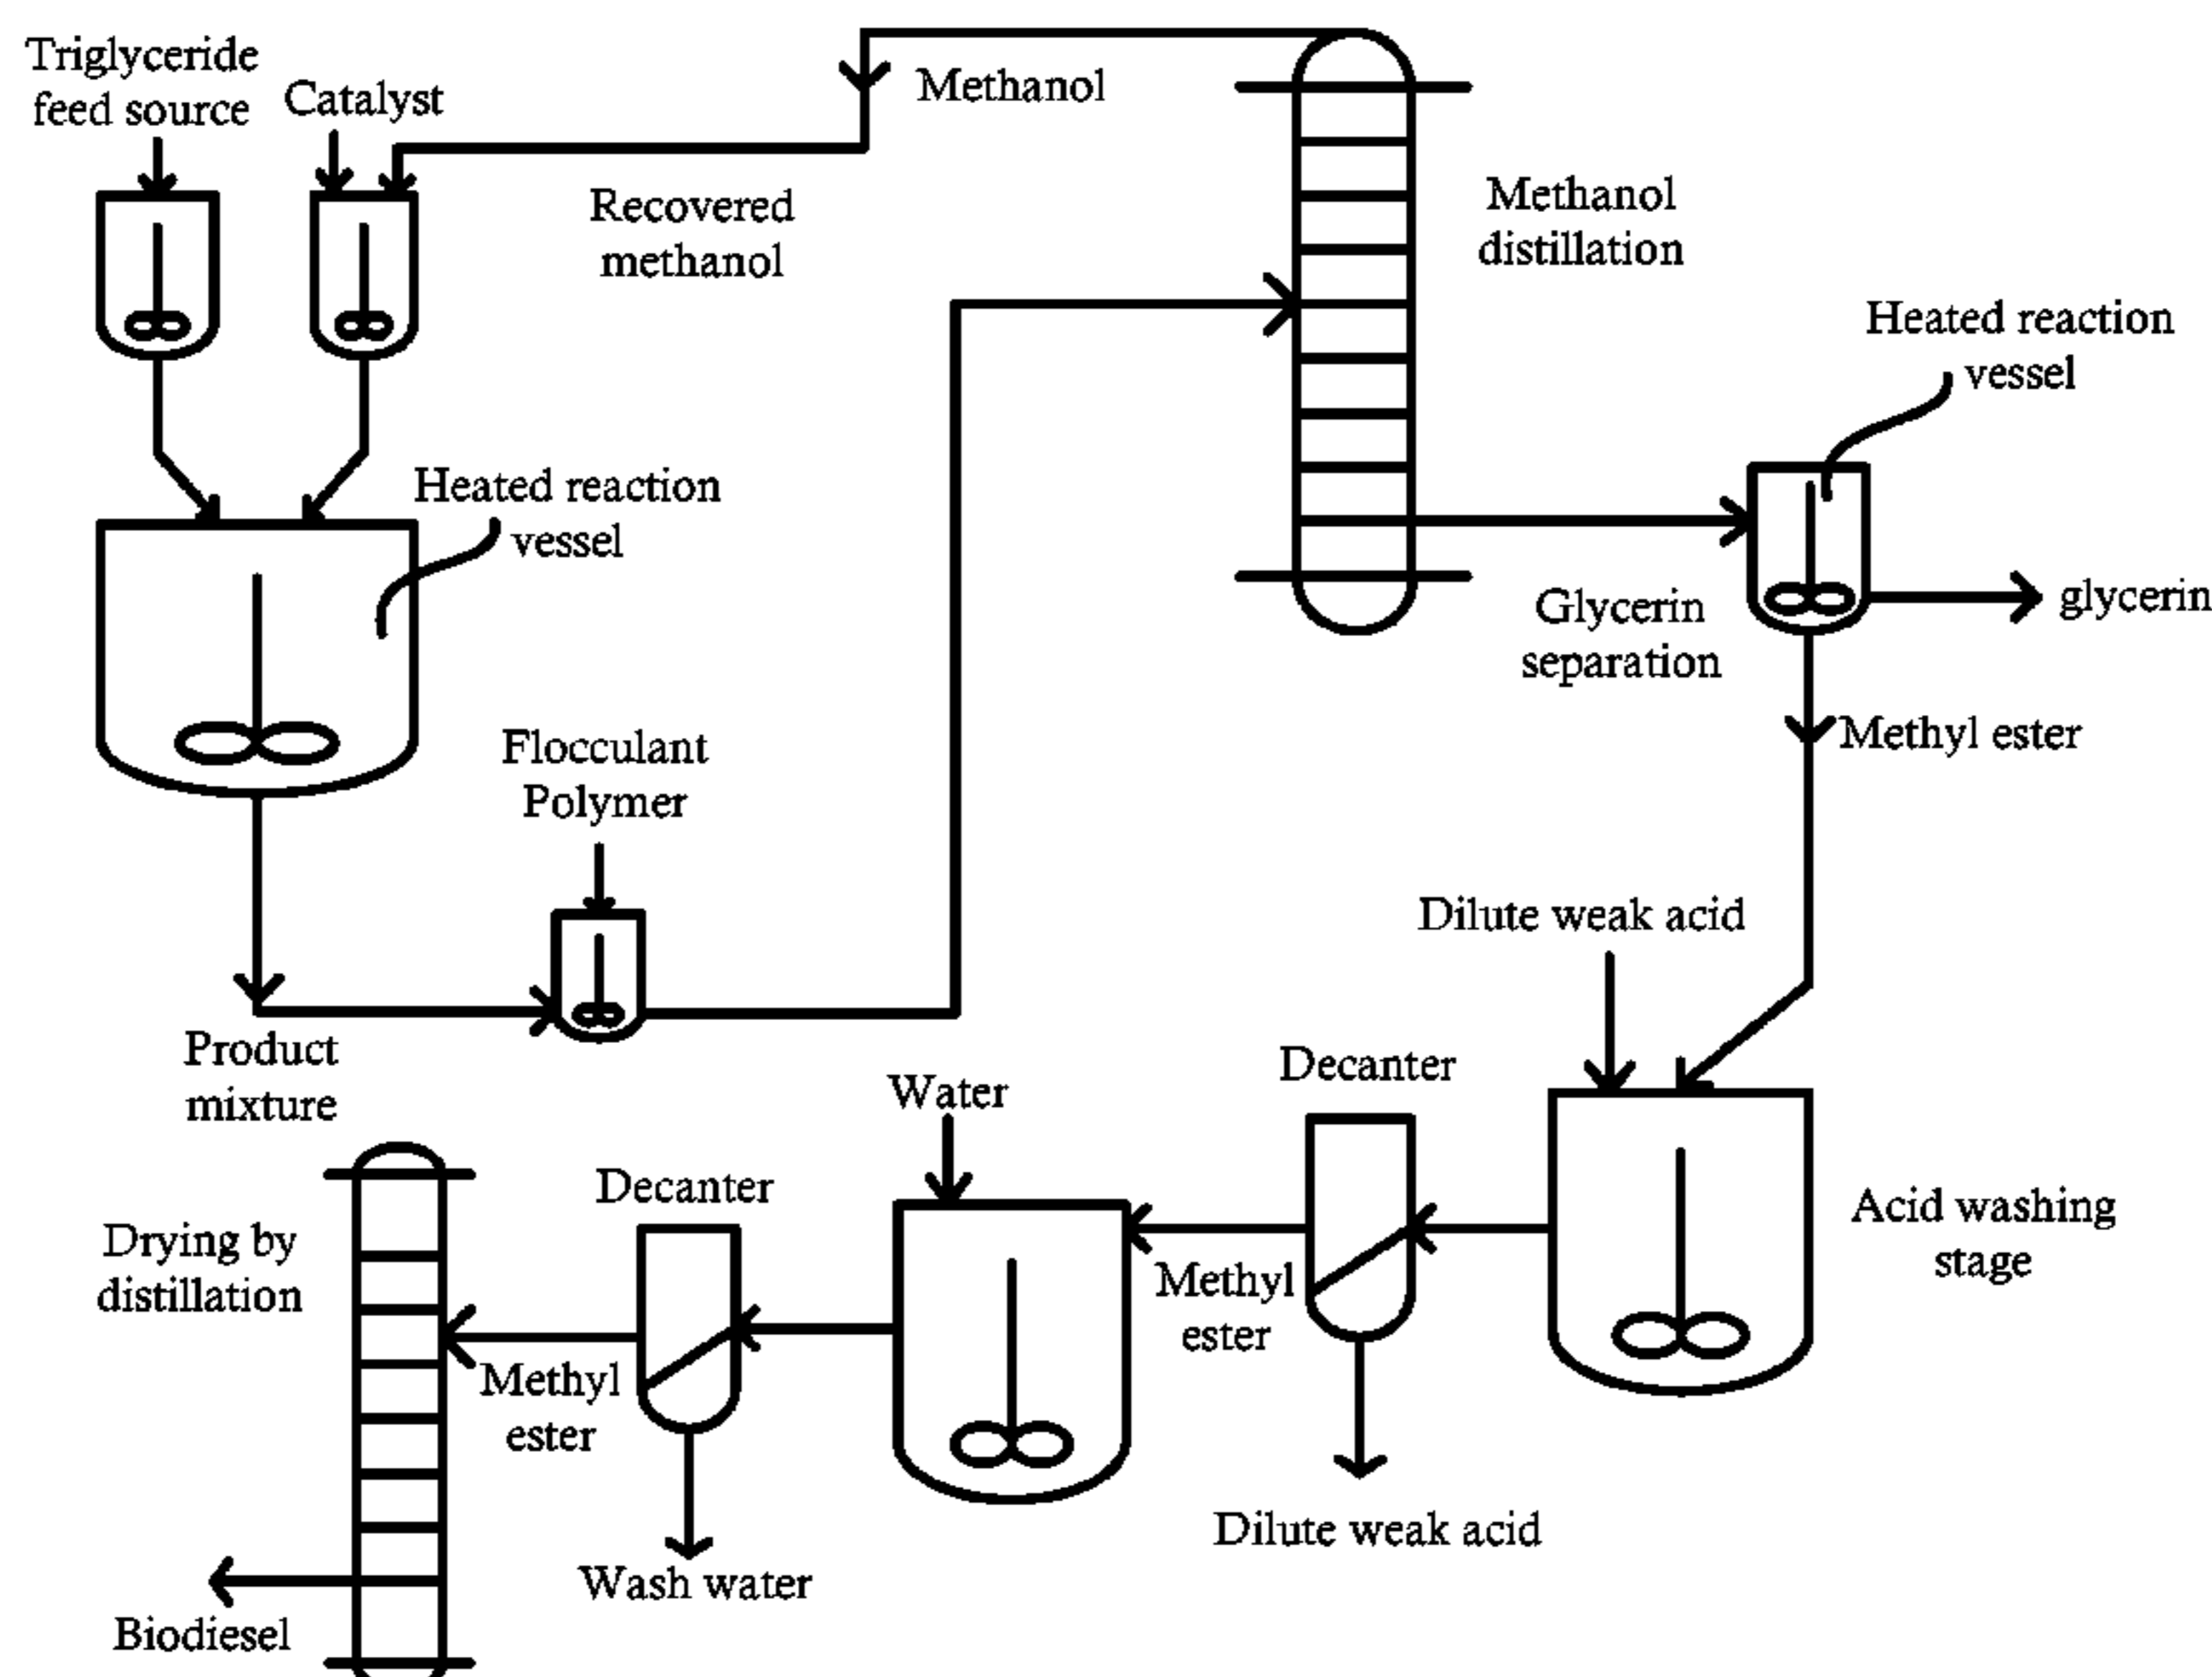 Triglyceride
feed source
Catalyst
Methanol
Recovered
methanol
Methanol
distillation
Heated reaction
vessel
Heated reaction
vessel
glycerin
Glycerin
separation
Methyl ester
Flocculant
Polymer
Dilute weak acid
Product
mixture
Water
Decanter
Decanter
Acid washing
stage
Drying by
distillation
Methyl
ester
Methyl
ester
Dilute weak acid
Wash water
Biodiesel